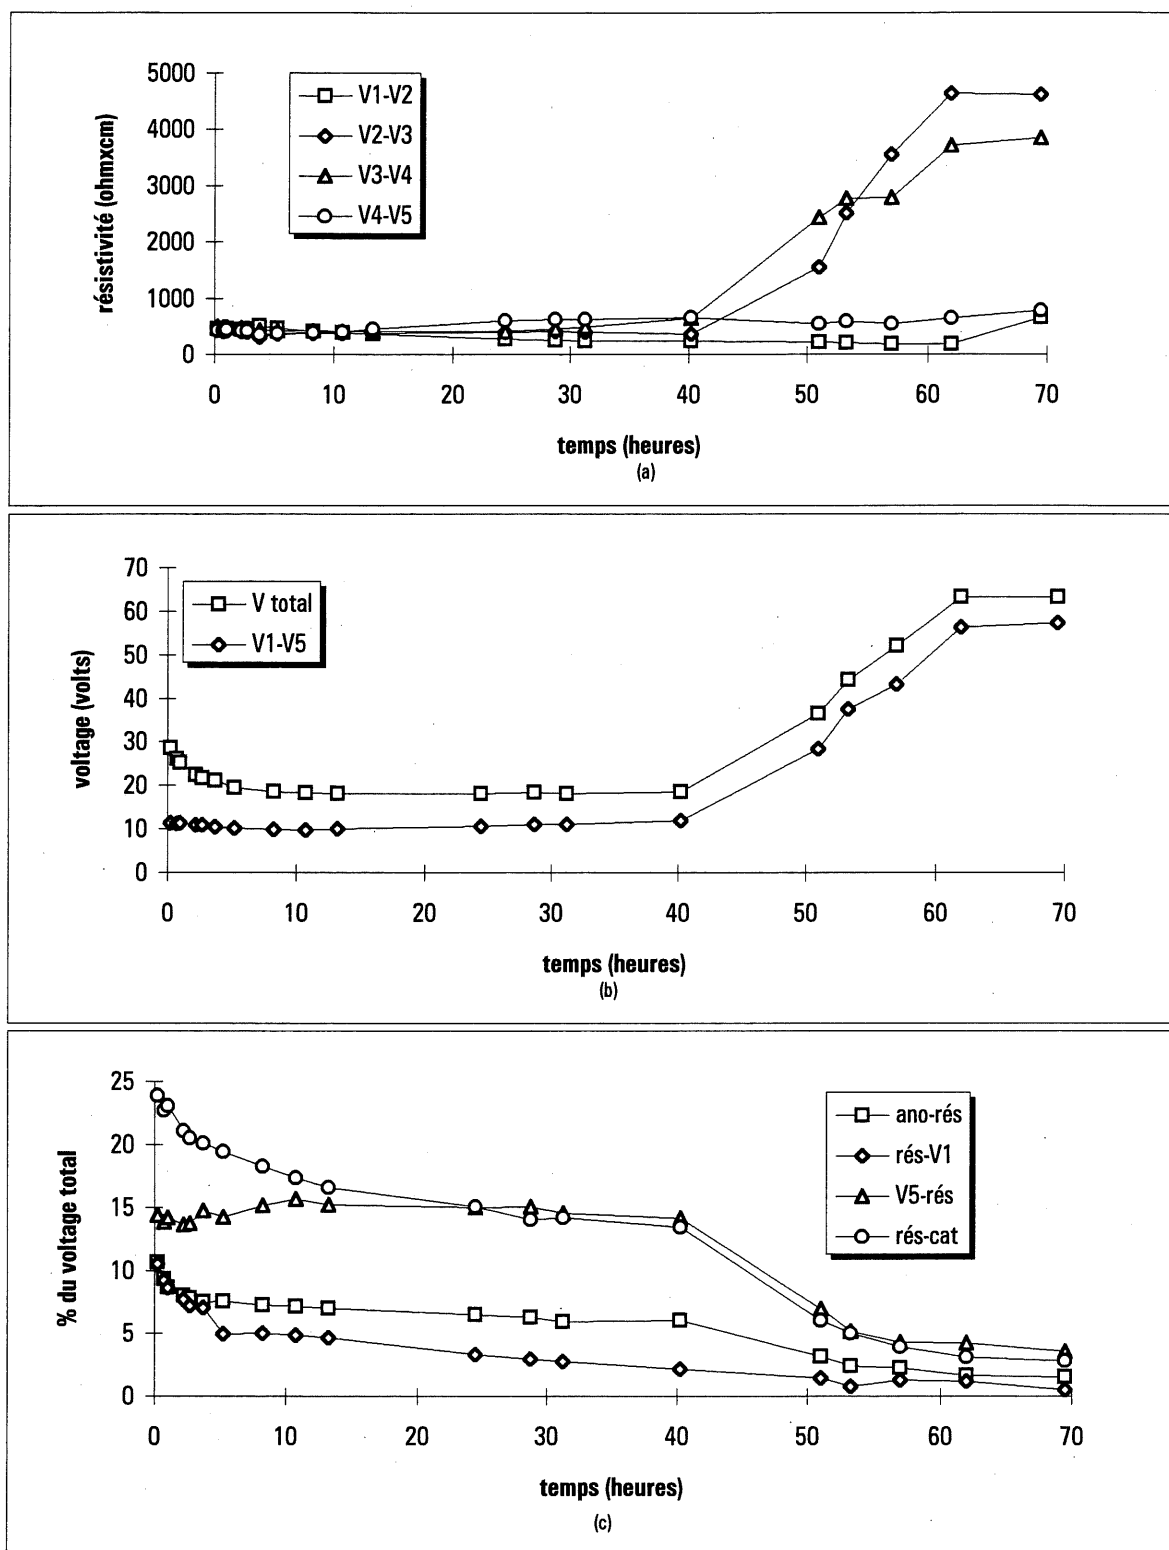 résistivité (ohmxcm)
5000
4000
3000
2000
1000
0
V1-V2
V2-V3
V3-V4
V4-V5
0 10 20 30 40 50 60 70
temps (heures)
(a)
voltage (volts)
70
60
50
40
30
20
10
0
V total
V1-V5
0 10 20 30 40 50 60 70
temps (heures)
(b)
% du voltage total
25
20
15
10
5
0
ano-rés
rés-V1
V5-rés
rés-cat
0 10 20 30 40 50 60 70
temps (heures)
(c)